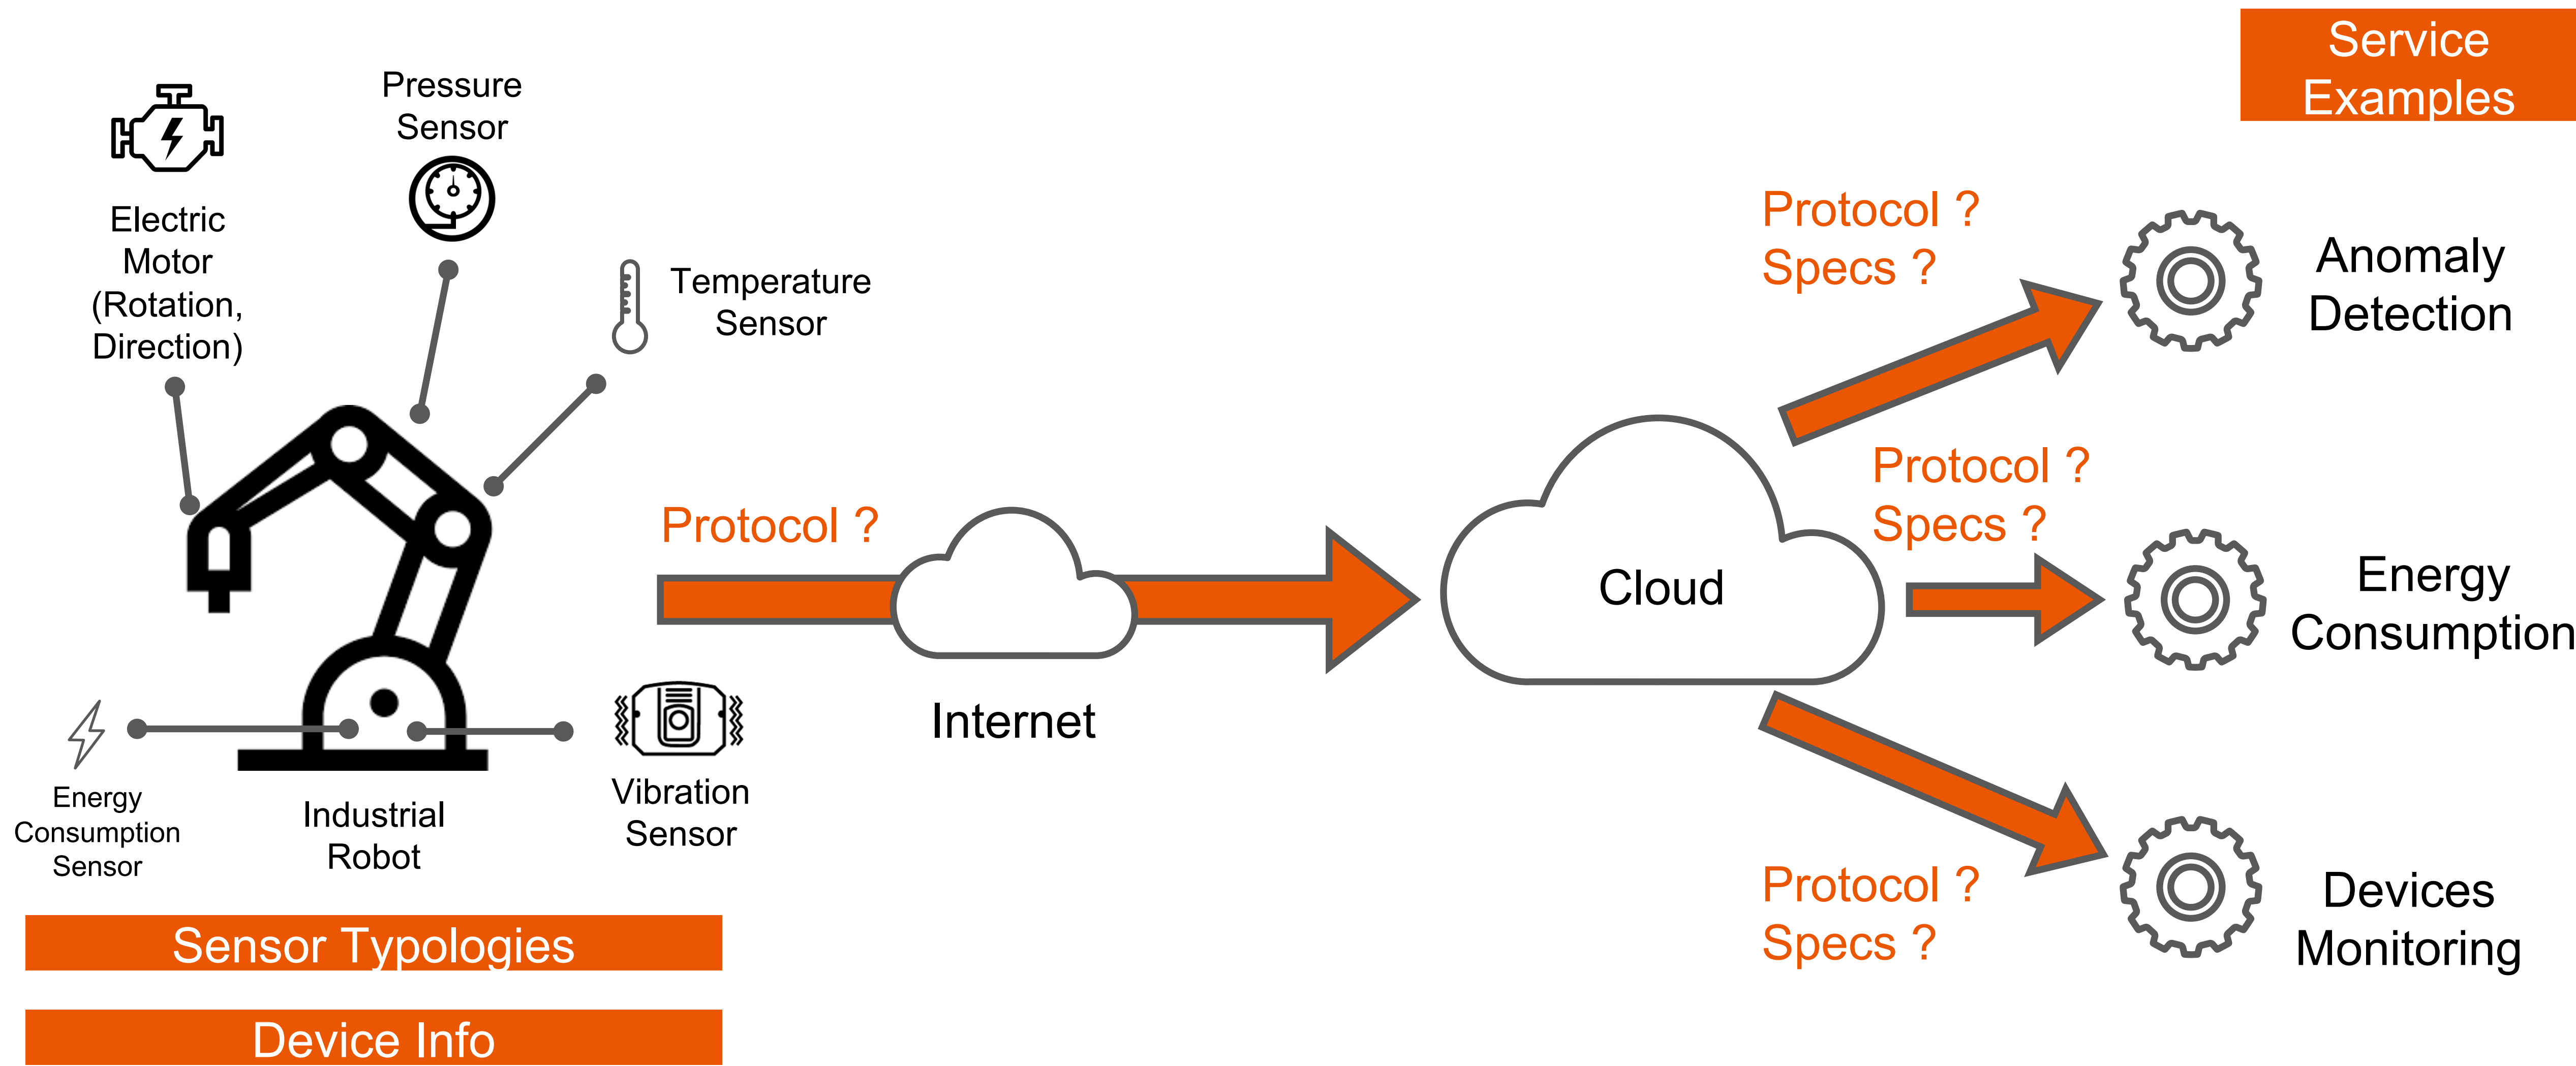 Service
Examples
Pressure
Sensor
Electric
Motor
(Rotation,
Direction)
Temperature
Sensor
Protocol ?
Specs ?
Anomaly
Detection
Protocol ?
Protocol ?
Specs ?
Cloud
Energy
Consumption
Internet
Energy
Consumption
Sensor
Industrial
Robot
Vibration
Sensor
Protocol ?
Specs ?
Devices
Monitoring
Sensor Typologies
Device Info